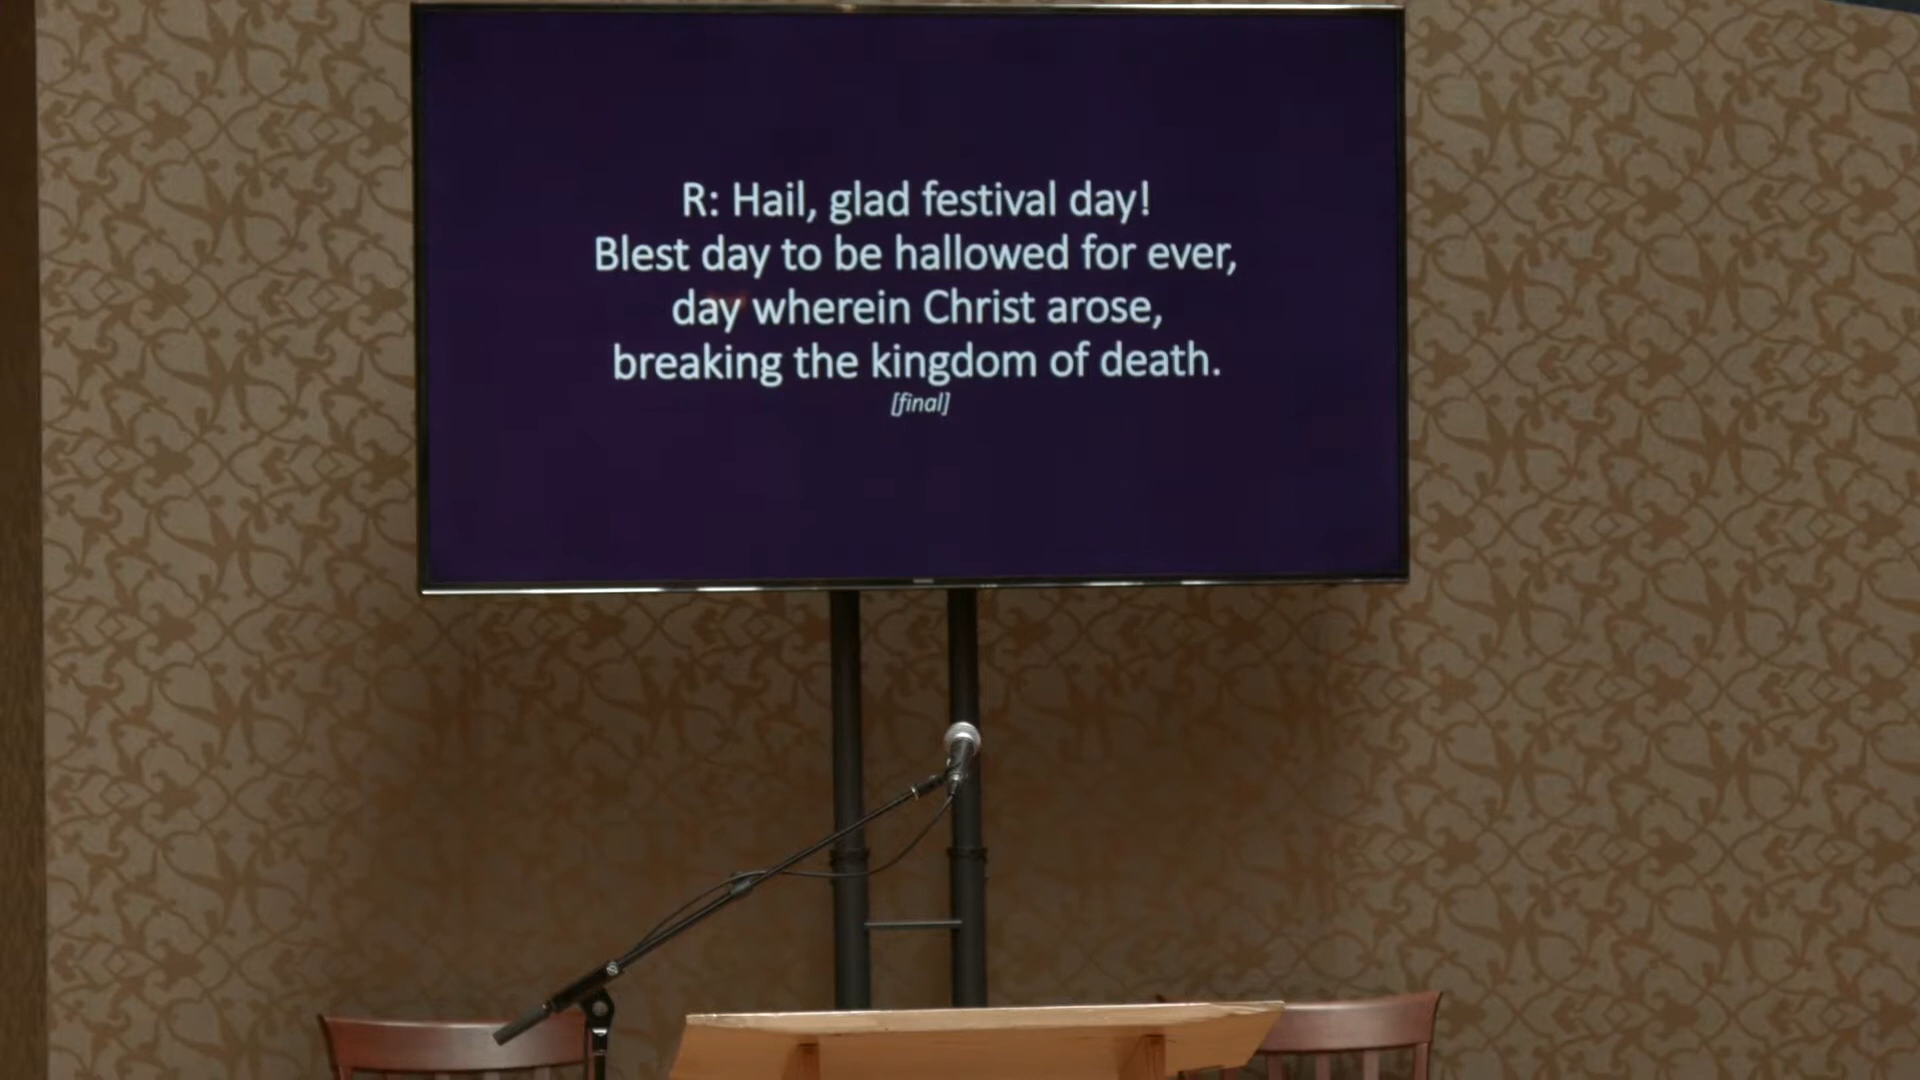 R: Hail, glad festival day!
Blest day to be hallowed for ever,
day wherein Christ arose,
breaking the kingdom of death.
[final]